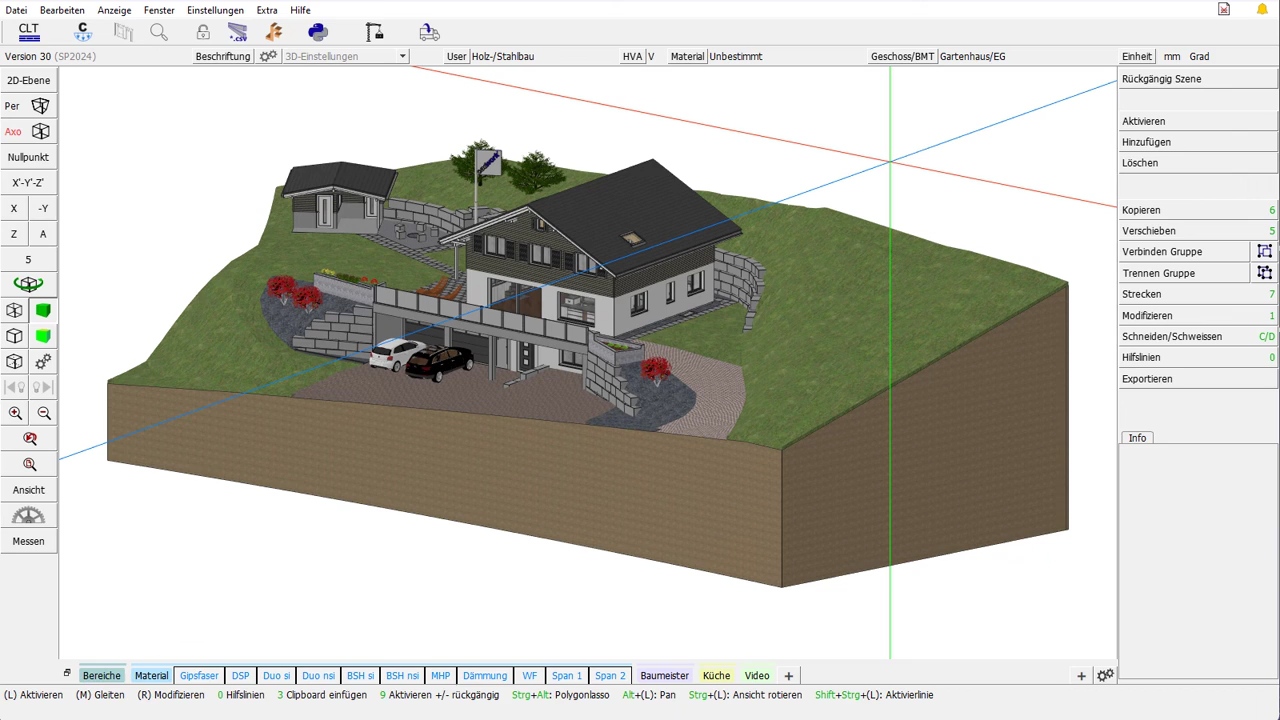 Datei Bearbeiten Anzeige Fenster Einstellungen Extra Hilfe
CLT C .CSV
Version 30 (SP2024) Beschriftung 3D-Einstellungen User Holz-/Stahlbau HVA V Material Unbestimmt Geschoss/BMT Gartenhaus/EG Einheit mm Grad
2D-Ebene
Per
Axo
Nullpunkt
X'-Y'-Z'
X -Y
Z A
5
Ansicht
Messen
Rückgängig Szene
Aktivieren
Hinzufügen
Löschen
Kopieren 6
Verschieben 5
Verbinden Gruppe
Trennen Gruppe
Strecken 7
Modifizieren 1
Schneiden/Schweissen C/D
Hilfslinien 0
Exportieren
Info
Bereiche Material Gipsfaser DSP Duo si Duo nsi BSH si BSH nsi MHP Dämmung WF Span 1 Span 2 Baumeister Küche Video +
+
(L) Aktivieren (M) Gleiten (R) Modifizieren 0 Hilfslinien 3 Clipboard einfügen 9 Aktivieren +/- rückgängig Strg+Alt: Polygonlasso Alt+(L): Pan Strg+(L): Ansicht rotieren Shift+Strg+(L): Aktivierlinie